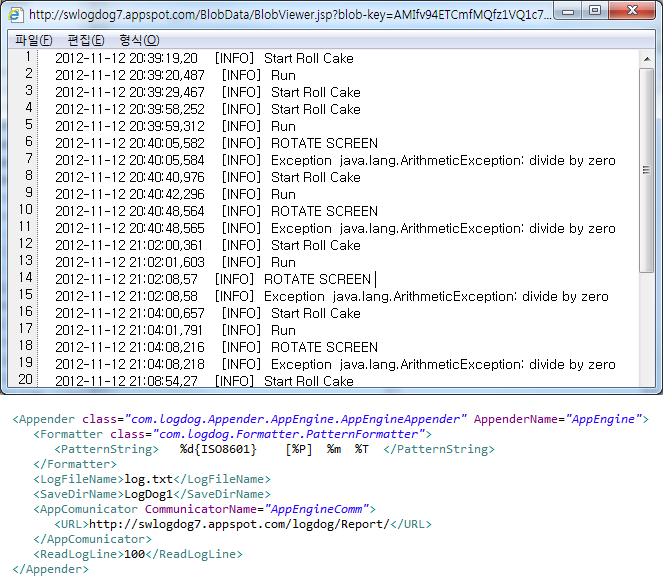 http://swlogdog7.appspot.com/BlobData/BlobViewer.jsp?blob-key=AMIfv94ETCmfMQfz1VQ1c7...
파일(F) 편집(E) 형식(O)
1 2012-11-12 20:39:19,20 [INFO] Start Roll Cake
2 2012-11-12 20:39:20,487 [INFO] Run
3 2012-11-12 20:39:29,467 [INFO] Start Roll Cake
4 2012-11-12 20:39:58,252 [INFO] Start Roll Cake
5 2012-11-12 20:39:59,312 [INFO] Run
6 2012-11-12 20:40:05,582 [INFO] ROTATE SCREEN
7 2012-11-12 20:40:05,584 [INFO] Exception java.lang.ArithmeticException: divide by zero
8 2012-11-12 20:40:40,976 [INFO] Start Roll Cake
9 2012-11-12 20:40:42,296 [INFO] Run
10 2012-11-12 20:40:48,564 [INFO] ROTATE SCREEN
11 2012-11-12 20:40:48,565 [INFO] Exception java.lang.ArithmeticException: divide by zero
12 2012-11-12 21:02:00,361 [INFO] Start Roll Cake
13 2012-11-12 21:02:01,603 [INFO] Run
14 2012-11-12 21:02:08,57 [INFO] ROTATE SCREEN
15 2012-11-12 21:02:08,58 [INFO] Exception java.lang.ArithmeticException: divide by zero
16 2012-11-12 21:04:00,657 [INFO] Start Roll Cake
17 2012-11-12 21:04:01,791 [INFO] Run
18 2012-11-12 21:04:08,216 [INFO] ROTATE SCREEN
19 2012-11-12 21:04:08,218 [INFO] Exception java.lang.ArithmeticException: divide by zero
20 2012-11-12 21:08:54,27 [INFO] Start Roll Cake
<Appender class="com.logdog.Appender.AppEngine.AppEngineAppender" AppenderName="AppEngine">
<Formatter class="com.logdog.Formatter.PatternFormatter">
<PatternString> %d{ISO8601} [%P] %m %T </PatternString>
</Formatter>
<LogFileName>log.txt</LogFileName>
<SaveDirName>LogDog1</SaveDirName>
<AppComunicator CommunicatorName="AppEngineComm">
<URL>http://swlogdog7.appspot.com/logdog/Report/</URL>
</AppComunicator>
<ReadLogLine>100</ReadLogLine>
</Appender>